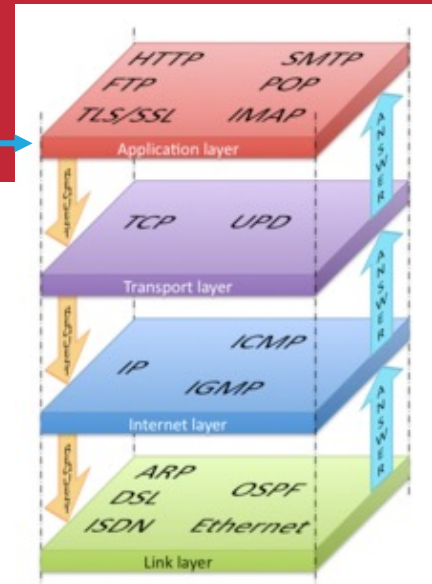 HTTP SMTP
FTP POP
TLS/SSL IMAP
Application layer
ANSWER
TCP UPD
Transport layer
ANSWER
ICMP
IP
IGMP
Internet layer
ANSWER
ARP
DSL OSPF
ISDN Ethernet
Link layer